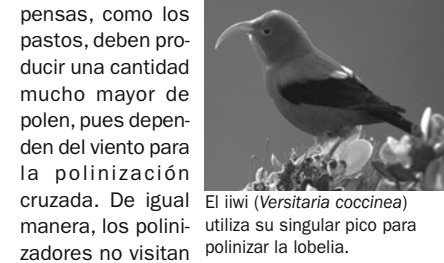 pensas, como los
pastos, deben pro-
ducir una cantidad
mucho mayor de
polen, pues depen-
den del viento para
la polinización
cruzada. De igual
manera, los polini-
zadores no visitan
El iiwi (Versitaria coccinea)
utiliza su singular pico para
polinizar la lobelia.